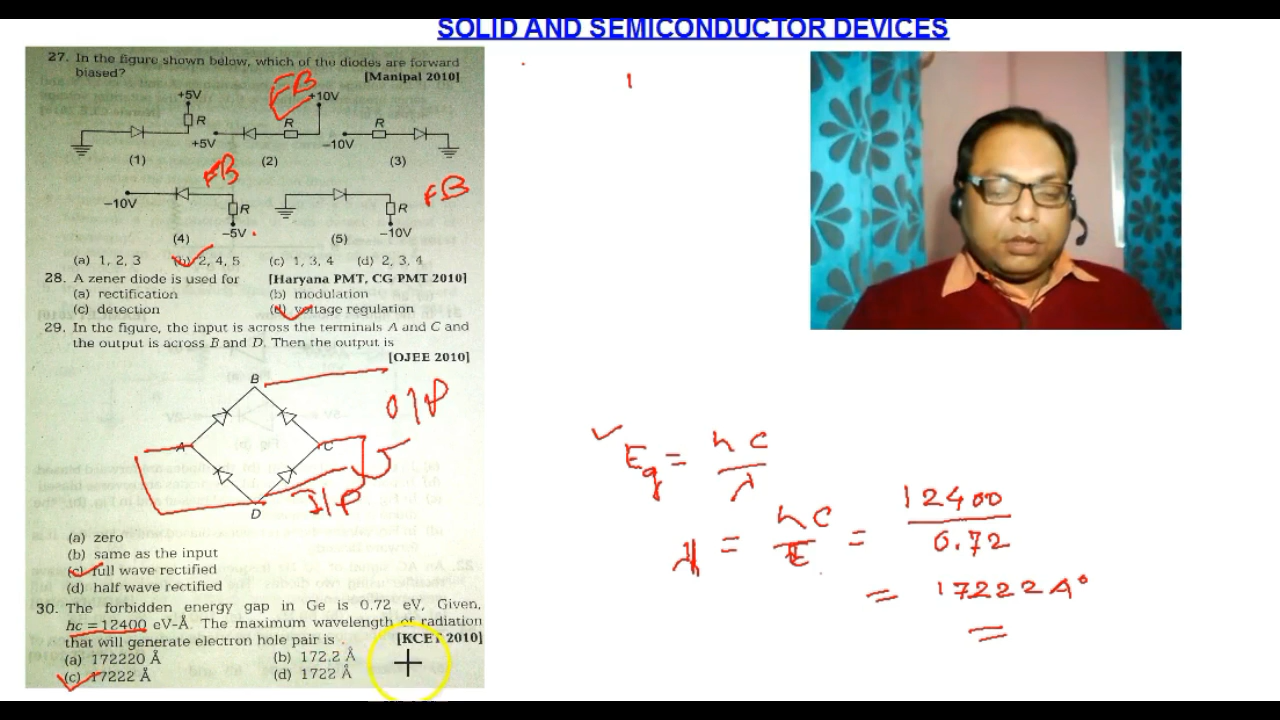 SOLID AND SEMICONDUCTOR DEVICES
27. In the figure shown below, which of the diodes are forward
biased? [Manipal 2010]
+5V
R
(1)
+5V
R
+10V
(2)
FB
-10V
R
(3)
-10V
R
-5V
(4)
FB
R
-10V
(5)
FB
(a) 1, 2, 3 (b) 2, 4, 5 (c) 1, 3, 4 (d) 2, 3, 4
28. A zener diode is used for [Haryana PMT, CG PMT 2010]
(a) rectification (b) modulation
(c) detection (d) voltage regulation
29. In the figure, the input is across the terminals A and C and
the output is across B and D. Then the output is
[OJEE 2010]
B
A
C
D
O/P
I/P
(a) zero
(b) same as the input
(c) full wave rectified
(d) half wave rectified
30. The forbidden energy gap in Ge is 0.72 eV, Given,
hc = 12400 eV-Å. The maximum wavelength of radiation
that will generate electron hole pair is [KCET 2010]
(a) 172220 Å (b) 172.2 Å
(c) 17222 Å (d) 1722 Å
Eg = hc/λ
λ = hc/E = 12400/0.72
= 17222 A°